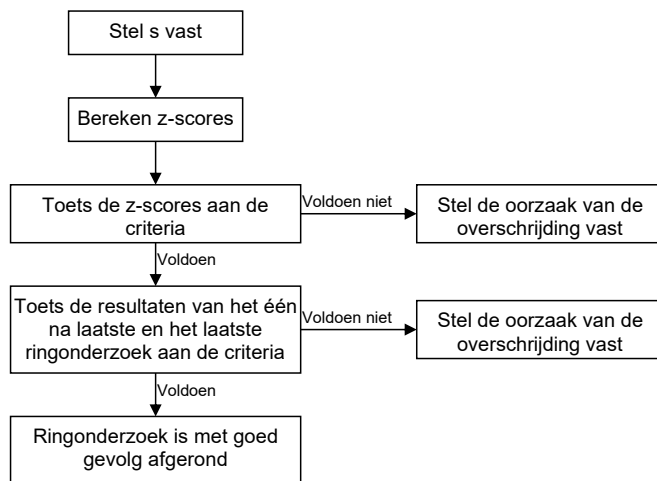 Stel s vast
Bereken z-scores
Toets de z-scores aan de
criteria
Voldoen niet
Stel de oorzaak van de
overschrijding vast
Voldoen
Toets de resultaten van het één
na laatste en het laatste
ringonderzoek aan de criteria
Voldoen niet
Stel de oorzaak van de
overschrijding vast
Voldoen
Ringonderzoek is met goed
gevolg afgerond